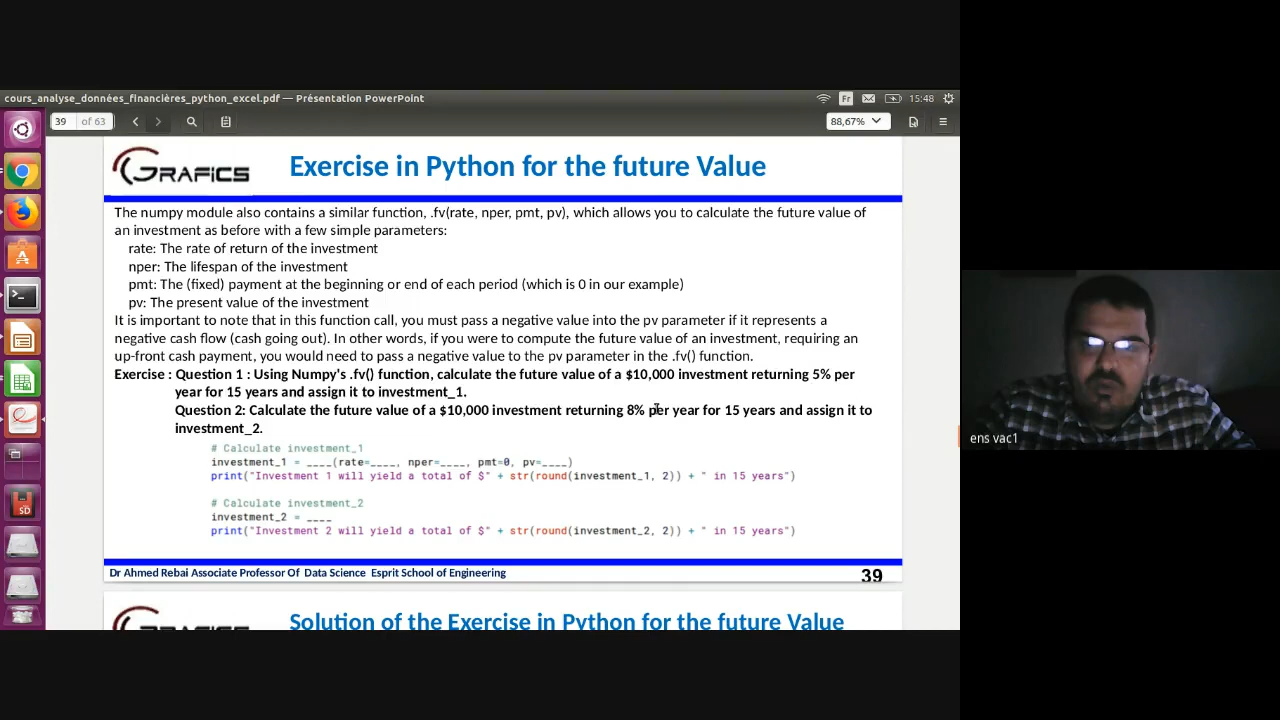 cours_analyse_données_financières_python_excel.pdf — Présentation PowerPoint
Fr
15:48
39
of 63
88,67%
GRAFICS
Exercise in Python for the future Value
The numpy module also contains a similar function, .fv(rate, nper, pmt, pv), which allows you to calculate the future value of
an investment as before with a few simple parameters:
rate: The rate of return of the investment
nper: The lifespan of the investment
pmt: The (fixed) payment at the beginning or end of each period (which is 0 in our example)
pv: The present value of the investment
It is important to note that in this function call, you must pass a negative value into the pv parameter if it represents a
negative cash flow (cash going out). In other words, if you were to compute the future value of an investment, requiring an
up-front cash payment, you would need to pass a negative value to the pv parameter in the .fv() function.
Exercise : Question 1 : Using Numpy's .fv() function, calculate the future value of a $10,000 investment returning 5% per
year for 15 years and assign it to investment_1.
Question 2: Calculate the future value of a $10,000 investment returning 8% per year for 15 years and assign it to
investment_2.
# Calculate investment_1
investment_1 = ____(rate=____, nper=____, pmt=0, pv=____)
print("Investment 1 will yield a total of $" + str(round(investment_1, 2)) + " in 15 years")
# Calculate investment_2
investment_2 = ____
print("Investment 2 will yield a total of $" + str(round(investment_2, 2)) + " in 15 years")
Dr Ahmed Rebai Associate Professor Of Data Science Esprit School of Engineering
39
GRAFICS
Solution of the Exercise in Python for the future Value
SD
ens vac1